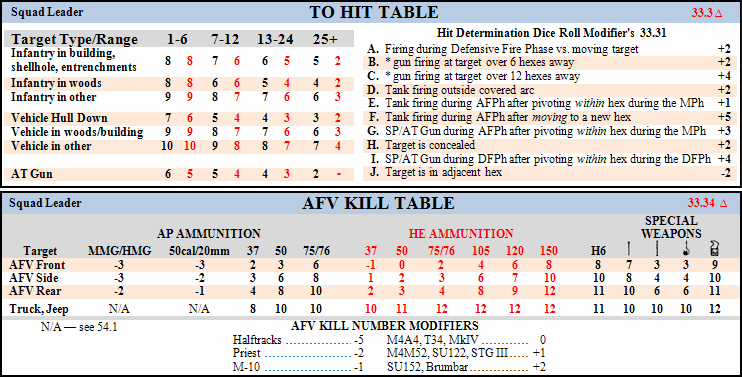 Squad Leader TO HIT TABLE 33.3 Δ
Target Type/Range 1-6 7-12 13-24 25+
Infantry in building,
shellhole, entrenchments 8 8 7 6 6 5 5 2
Infantry in woods 8 8 6 6 5 4 4 2
Infantry in other 9 9 8 7 7 6 6 3
Vehicle Hull Down 7 6 5 4 4 3 3 2
Vehicle in woods/building 9 9 8 7 7 6 6 3
Vehicle in other 10 10 9 8 8 7 7 4
AT Gun 6 5 5 4 4 3 2 -
Hit Determination Dice Roll Modifier's 33.31
A. Firing during Defensive Fire Phase vs. moving target +2
B. * gun firing at target over 6 hexes away +2
C. * gun firing at target over 12 hexes away +4
D. Tank firing outside covered arc +2
E. Tank firing during AFPh after pivoting within hex during the MPh +1
F. Tank firing during AFPh after moving to a new hex +5
G. SP/AT Gun during AFPh after pivoting within hex during the MPh +3
H. Target is concealed +2
I. SP/AT Gun during DFPh after pivoting within hex during the DFPh +4
J. Target is in adjacent hex -2
Squad Leader AFV KILL TABLE 33.34 Δ
AP AMMUNITION HE AMMUNITION SPECIAL
WEAPONS
Target MMG/HMG 50cal/20mm 37 50 75/76 37 50 75/76 105 120 150 H6
AFV Front -3 -3 2 3 6 -1 0 2 4 6 8 8 7 3 3 9
AFV Side -3 -2 3 6 8 1 2 3 6 7 10 10 8 4 4 10
AFV Rear -2 -1 4 8 10 2 3 4 8 9 12 11 10 6 6 11
Truck, Jeep N/A N/A 8 10 10 10 11 12 12 12 12 11 10 10 10 12
N/A — see 54.1 AFV KILL NUMBER MODIFIERS
Halftracks .................. -5 M4A4, T34, MkIV ............ 0
Priest ........................... -2 M4M52, SU122, STG III ..... +1
M-10 ........................... -1 SU152, Brumbar ............... +2